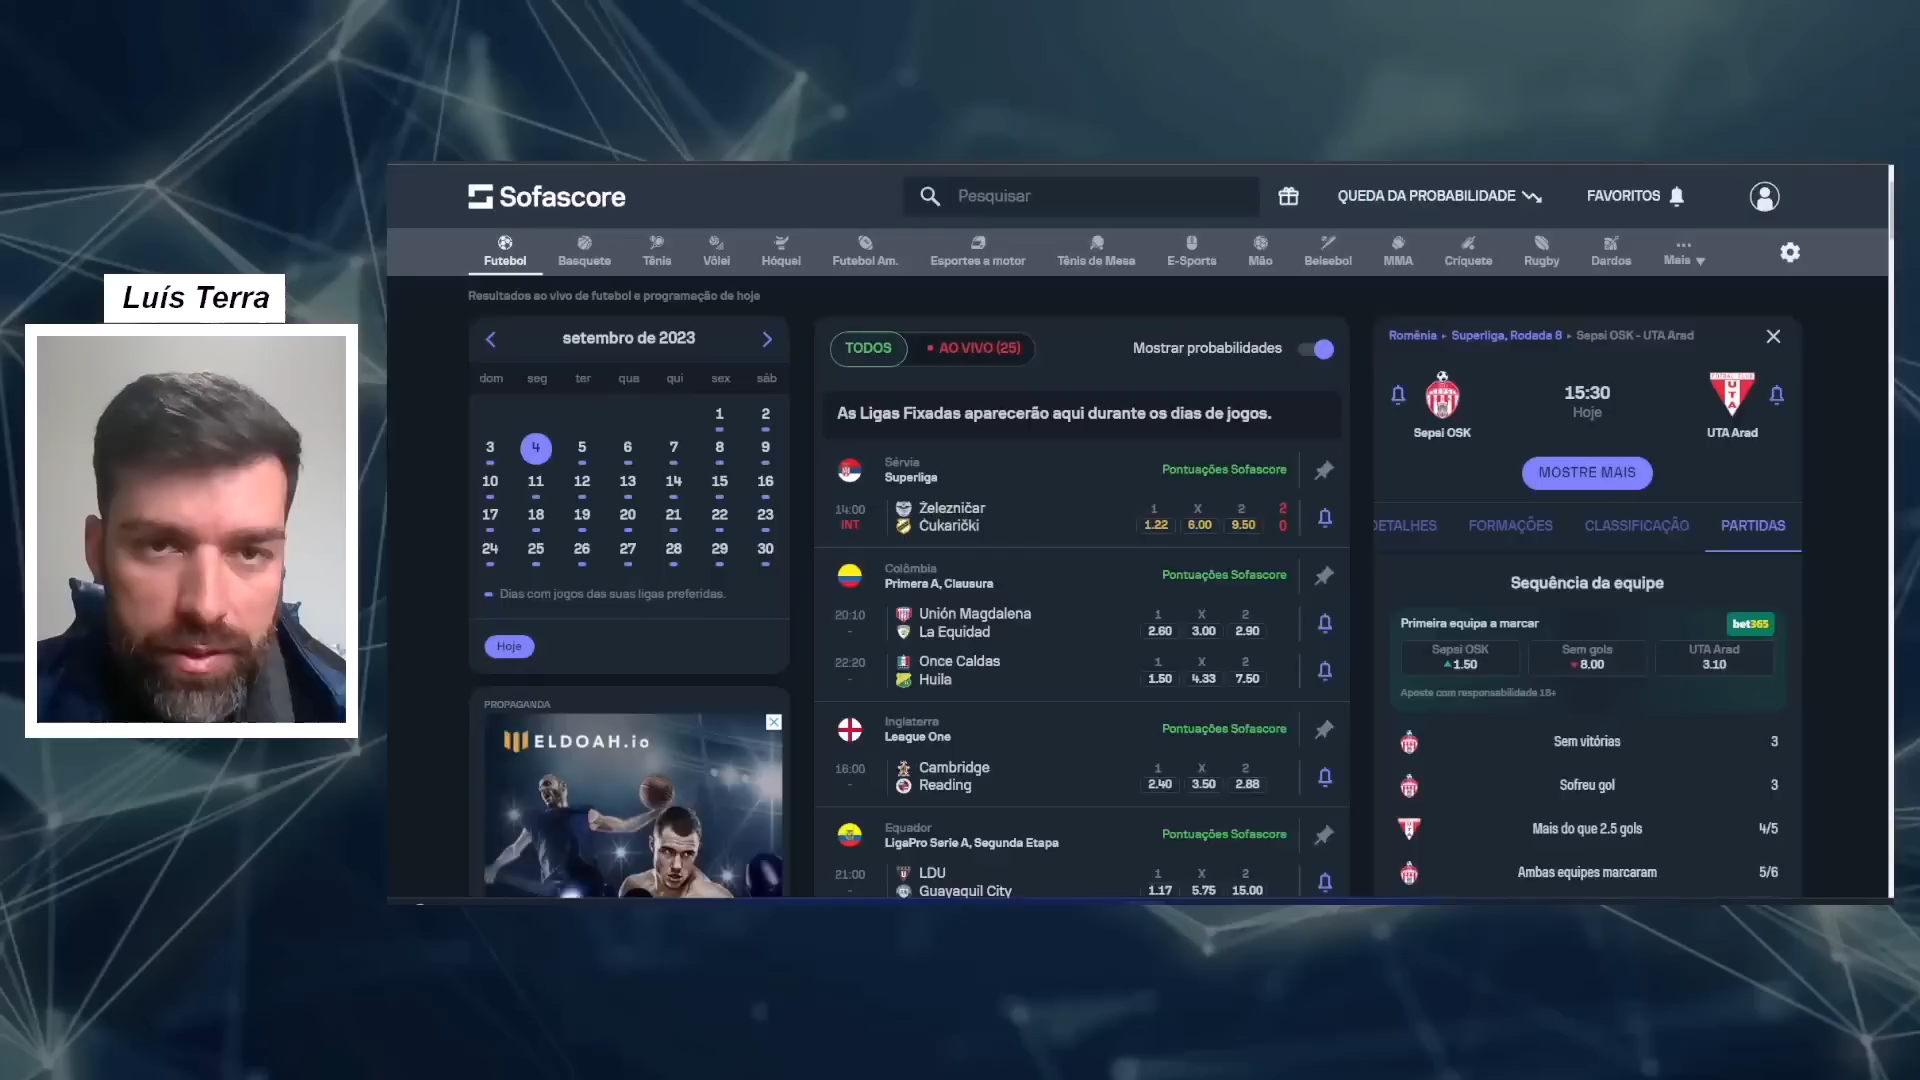 Luís Terra
Sofascore
Pesquisar
QUEDA DA PROBABILIDADE
FAVORITOS
Futebol
Basquete
Tênis
Vôlei
Hóquei
Futebol Am.
Esportes a motor
Tênis de Mesa
E-Sports
Mão
Beisebol
MMA
Críquete
Rugby
Dardos
Mais
Resultados ao vivo de futebol e programação de hoje
setembro de 2023
dom seg ter qua qui sex sáb
1 2
3 4 5 6 7 8 9
10 11 12 13 14 15 16
17 18 19 20 21 22 23
24 25 26 27 28 29 30
Dias com jogos das suas ligas preferidas.
Hoje
PROPAGANDA
ELDOAH.io
TODOS
AO VIVO (25)
Mostrar probabilidades
As Ligas Fixadas aparecerão aqui durante os dias de jogos.
Sérvia
Superliga
Pontuações Sofascore
14:00 Železničar 1 X 2 2
INT Čukarički 1.22 6.00 9.50 0
Colômbia
Primera A, Clausura
Pontuações Sofascore
20:10 Unión Magdalena 1 X 2
- La Equidad 2.60 3.00 2.90
22:20 Once Caldas 1 X 2
- Huila 1.50 4.33 7.50
Inglaterra
League One
Pontuações Sofascore
16:00 Cambridge 1 X 2
- Reading 2.40 3.50 2.88
Equador
LigaPro Serie A, Segunda Etapa
Pontuações Sofascore
21:00 LDU 1 X 2
- Guayaquil City 1.17 5.75 15.00
Romênia
Superliga, Rodada 8
Sepsi OSK - UTA Arad
15:30
Hoje
Sepsi OSK
UTA Arad
MOSTRE MAIS
DETALHES
FORMAÇÕES
CLASSIFICAÇÃO
PARTIDAS
Sequência da equipe
Primeira equipa a marcar
bet365
Sepsi OSK Sem gols UTA Arad
1.50 8.00 3.10
Aposte com responsabilidade 18+
Sem vitórias 3
Sofreu gol 3
Mais do que 2.5 gols 4/5
Ambas equipes marcaram 5/6